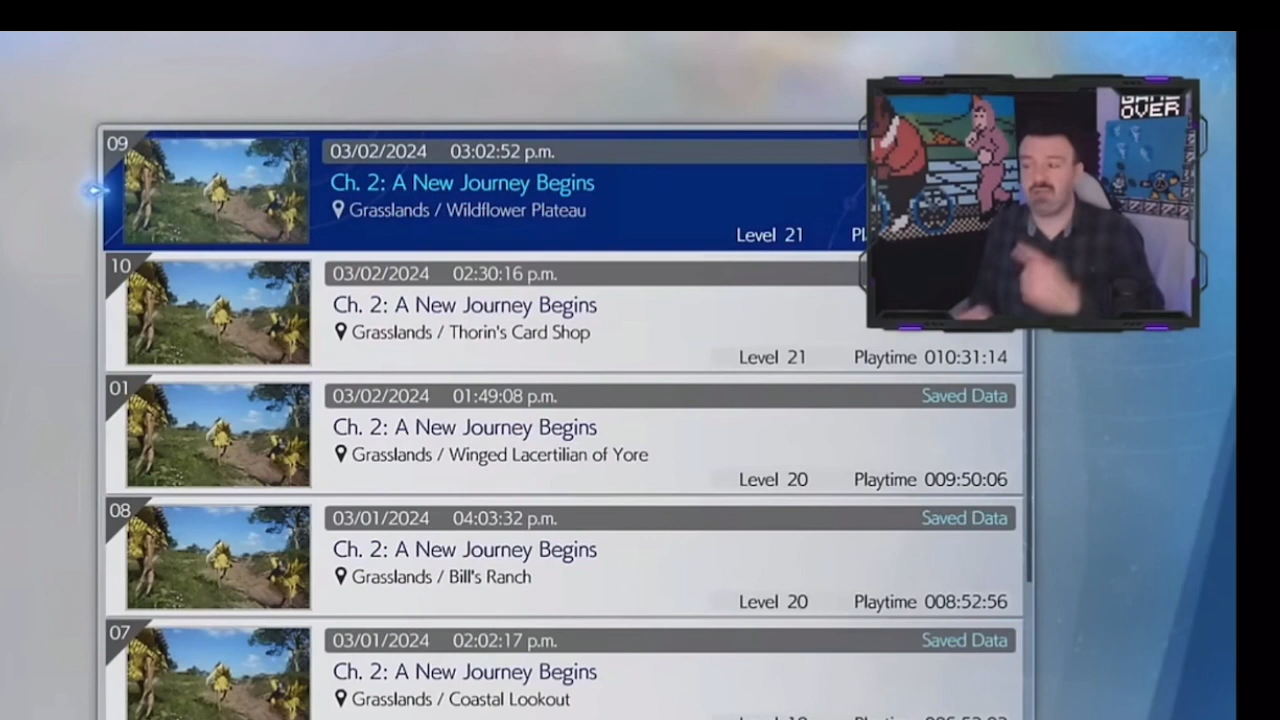 GAME
OVER
09
03/02/2024 03:02:52 p.m.
Ch. 2: A New Journey Begins
Grasslands / Wildflower Plateau
Level 21
10
03/02/2024 02:30:16 p.m.
Ch. 2: A New Journey Begins
Grasslands / Thorin's Card Shop
Level 21 Playtime 010:31:14
01
03/02/2024 01:49:08 p.m. Saved Data
Ch. 2: A New Journey Begins
Grasslands / Winged Lacertilian of Yore
Level 20 Playtime 009:50:06
08
03/01/2024 04:03:32 p.m. Saved Data
Ch. 2: A New Journey Begins
Grasslands / Bill's Ranch
Level 20 Playtime 008:52:56
07
03/01/2024 02:02:17 p.m. Saved Data
Ch. 2: A New Journey Begins
Grasslands / Coastal Lookout